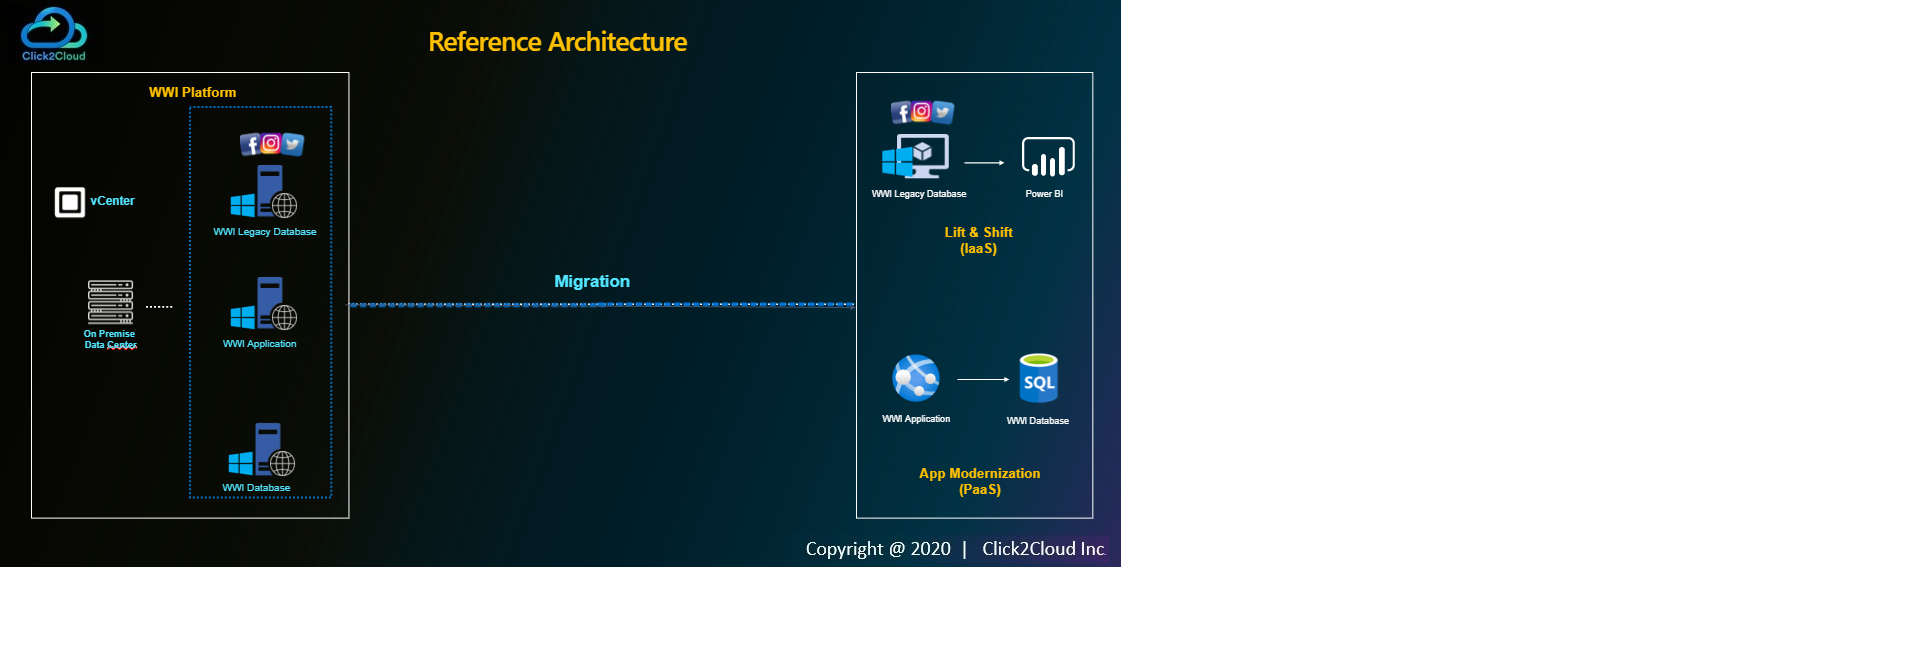 Click2Cloud
Reference Architecture
WWI Platform
vCenter
WWI Legacy Database
On Premise
Data Center
WWI Application
WWI Database
Migration
WWI Legacy Database
Power BI
Lift & Shift
(IaaS)
SQL
WWI Application
WWI Database
App Modernization
(PaaS)
Copyright @ 2020 | Click2Cloud Inc.